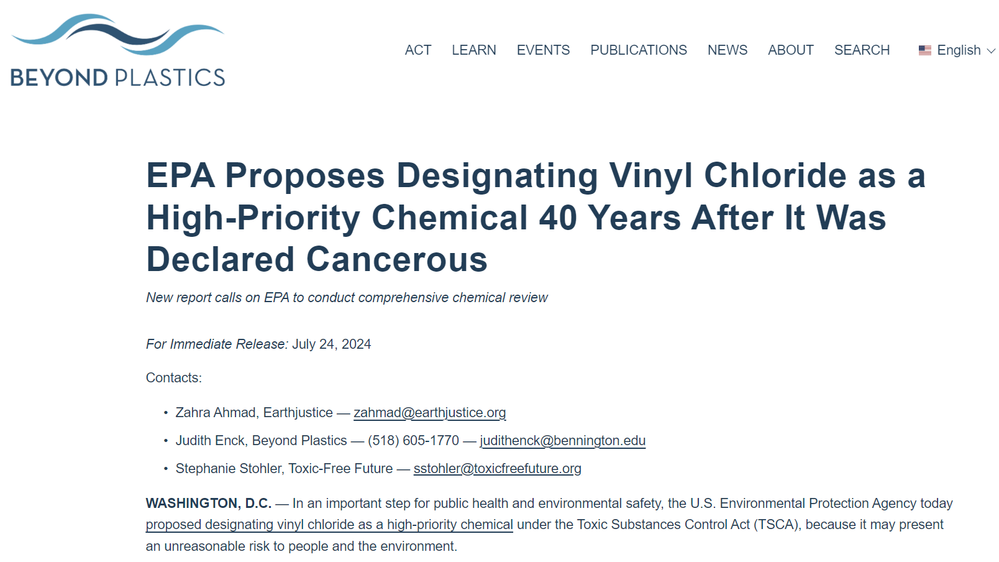 BEYOND PLASTICS
ACT LEARN EVENTS PUBLICATIONS NEWS ABOUT SEARCH English
EPA Proposes Designating Vinyl Chloride as a
High-Priority Chemical 40 Years After It Was
Declared Cancerous
New report calls on EPA to conduct comprehensive chemical review
For Immediate Release: July 24, 2024
Contacts:
• Zahra Ahmad, Earthjustice — zahmad@earthjustice.org
• Judith Enck, Beyond Plastics — (518) 605-1770 — judithenck@bennington.edu
• Stephanie Stohler, Toxic-Free Future — sstohler@toxicfreefuture.org
WASHINGTON, D.C. — In an important step for public health and environmental safety, the U.S. Environmental Protection Agency today
proposed designating vinyl chloride as a high-priority chemical under the Toxic Substances Control Act (TSCA), because it may present
an unreasonable risk to people and the environment.